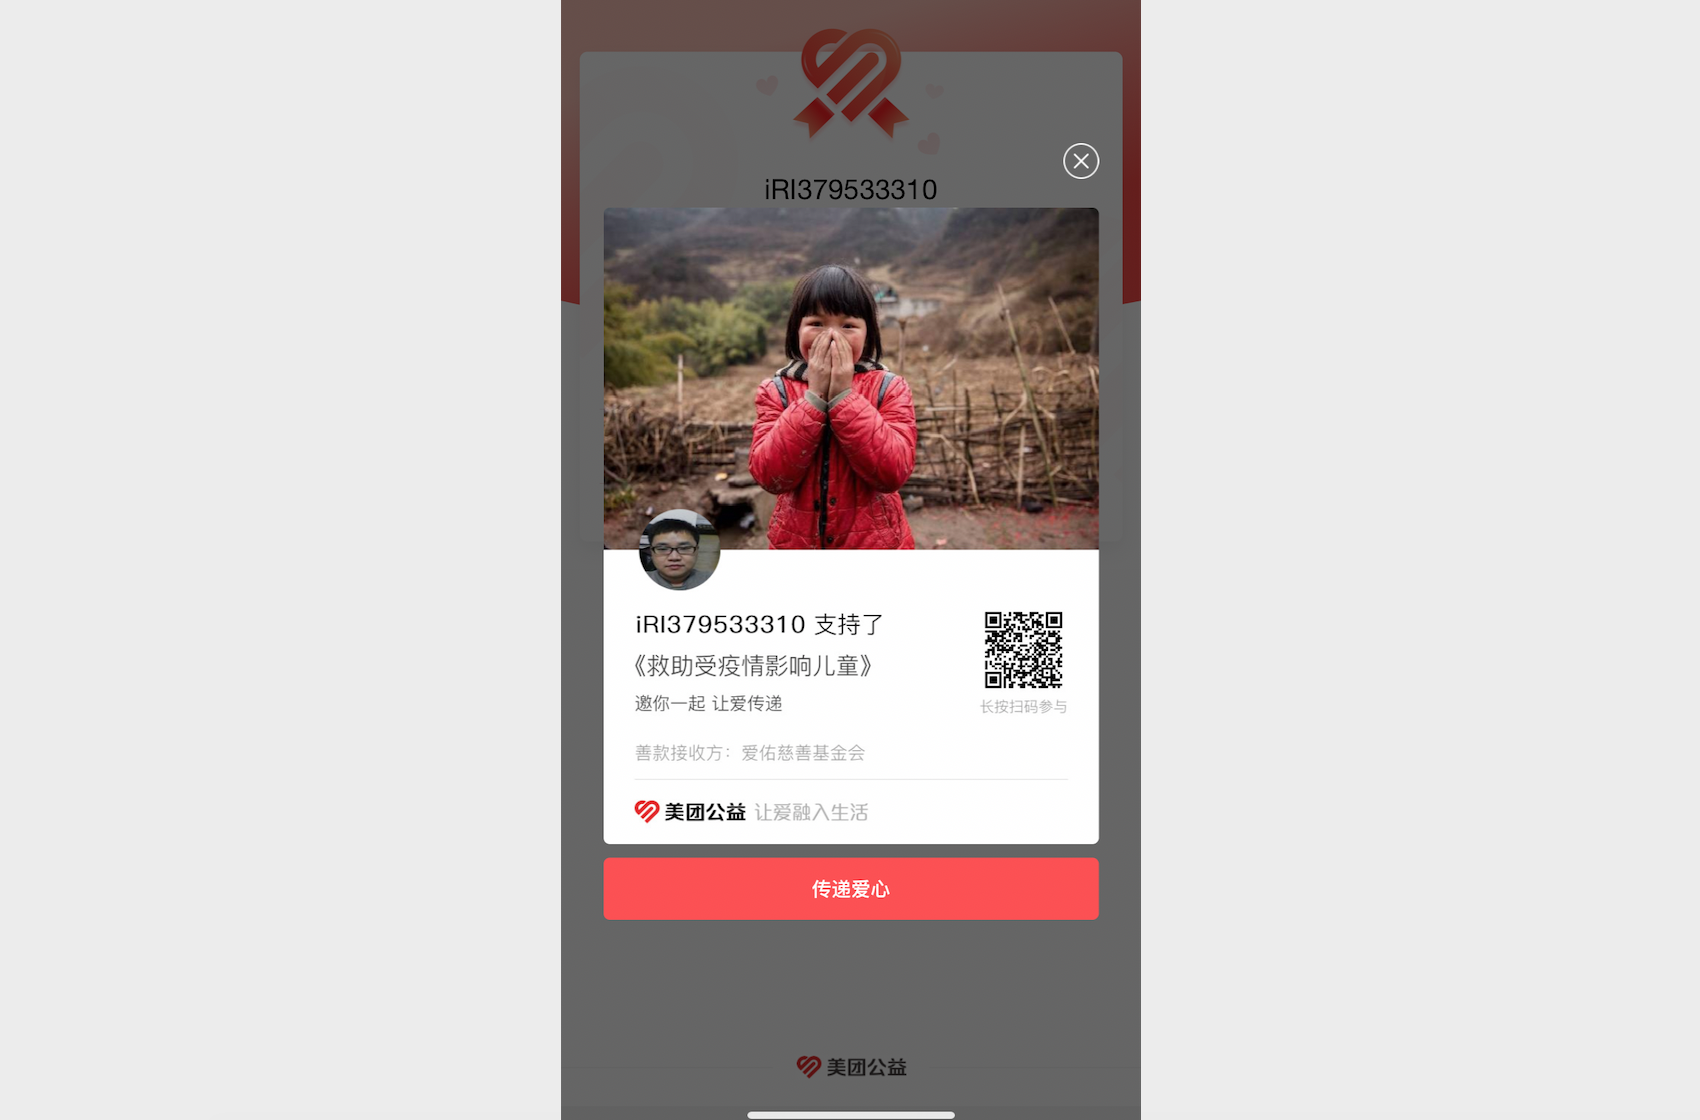 iRI379533310
iRI379533310 支持了
《救助受疫情影响儿童》
邀你一起 让爱传递
长按扫码参与
善款接收方：爱佑慈善基金会
美团公益 让爱融入生活
传递爱心
美团公益